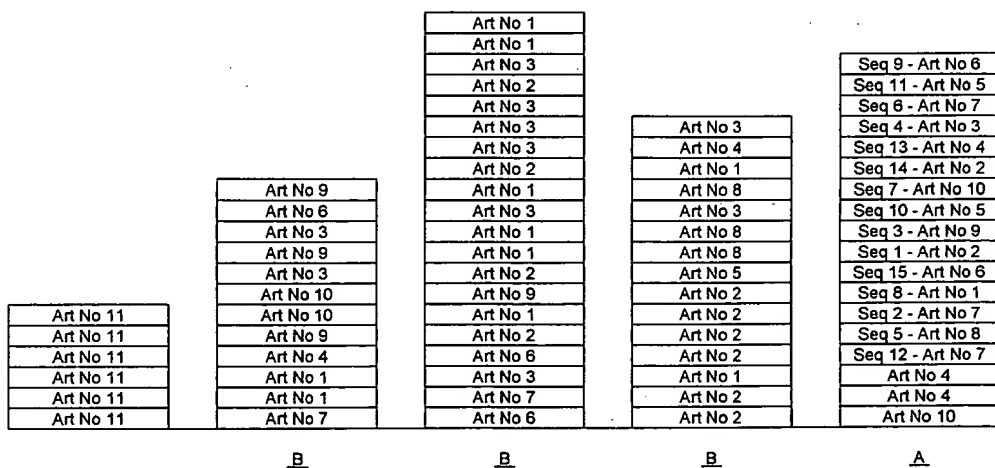 Art No 11
Art No 11
Art No 11
Art No 11
Art No 11
Art No 11
Art No 9
Art No 6
Art No 3
Art No 9
Art No 3
Art No 10
Art No 10
Art No 9
Art No 4
Art No 1
Art No 1
Art No 7
B
Art No 1
Art No 1
Art No 3
Art No 2
Art No 3
Art No 3
Art No 3
Art No 2
Art No 1
Art No 3
Art No 1
Art No 1
Art No 2
Art No 9
Art No 1
Art No 2
Art No 6
Art No 3
Art No 7
Art No 6
B
Art No 3
Art No 4
Art No 1
Art No 8
Art No 3
Art No 8
Art No 8
Art No 5
Art No 2
Art No 2
Art No 2
Art No 2
Art No 1
Art No 2
Art No 2
B
Seq 9 - Art No 6
Seq 11 - Art No 5
Seq 6 - Art No 7
Seq 4 - Art No 3
Seq 13 - Art No 4
Seq 14 - Art No 2
Seq 7 - Art No 10
Seq 10 - Art No 5
Seq 3 - Art No 9
Seq 1 - Art No 2
Seq 15 - Art No 6
Seq 8 - Art No 1
Seq 2 - Art No 7
Seq 5 - Art No 8
Seq 12 - Art No 7
Art No 4
Art No 4
Art No 10
A